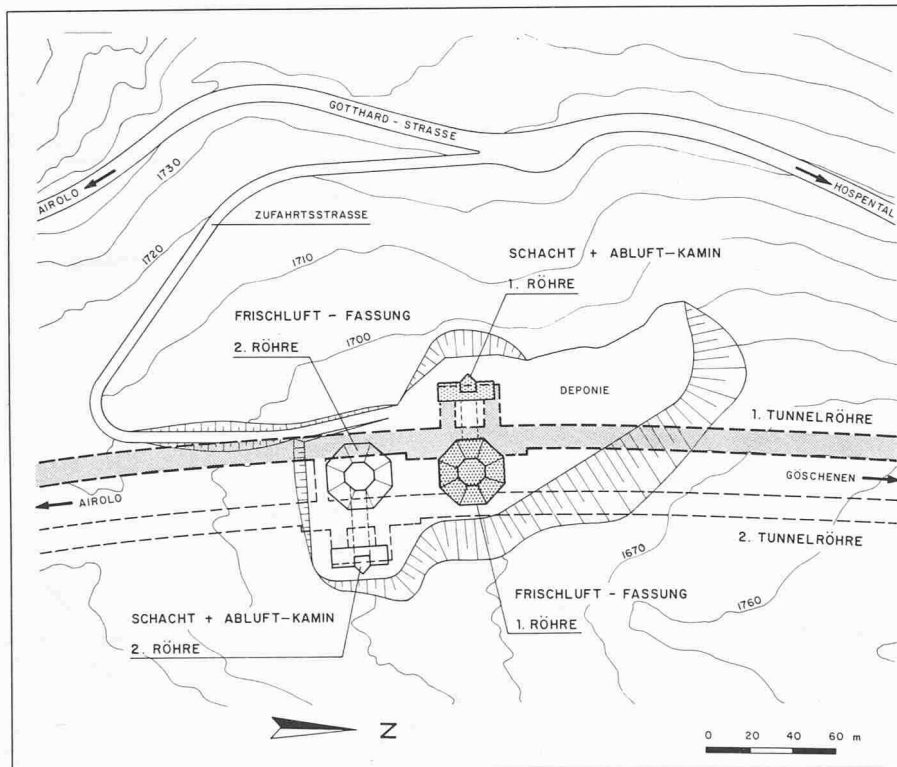 GOTTHARD - STRASSE
AIROLO
HOSPENTAL
1730
ZUFAHRTSSTRASSE
1720
1710
SCHACHT + ABLUFT-KAMIN
1. RÖHRE
FRISCHLUFT - FASSUNG
2. RÖHRE
1700
DEPONIE
1. TUNNELRÖHRE
GÖSCHENEN
AIROLO
2. TUNNELRÖHRE
1670
1760
FRISCHLUFT - FASSUNG
1. RÖHRE
SCHACHT + ABLUFT-KAMIN
2. RÖHRE
N
0 20 40 60 m